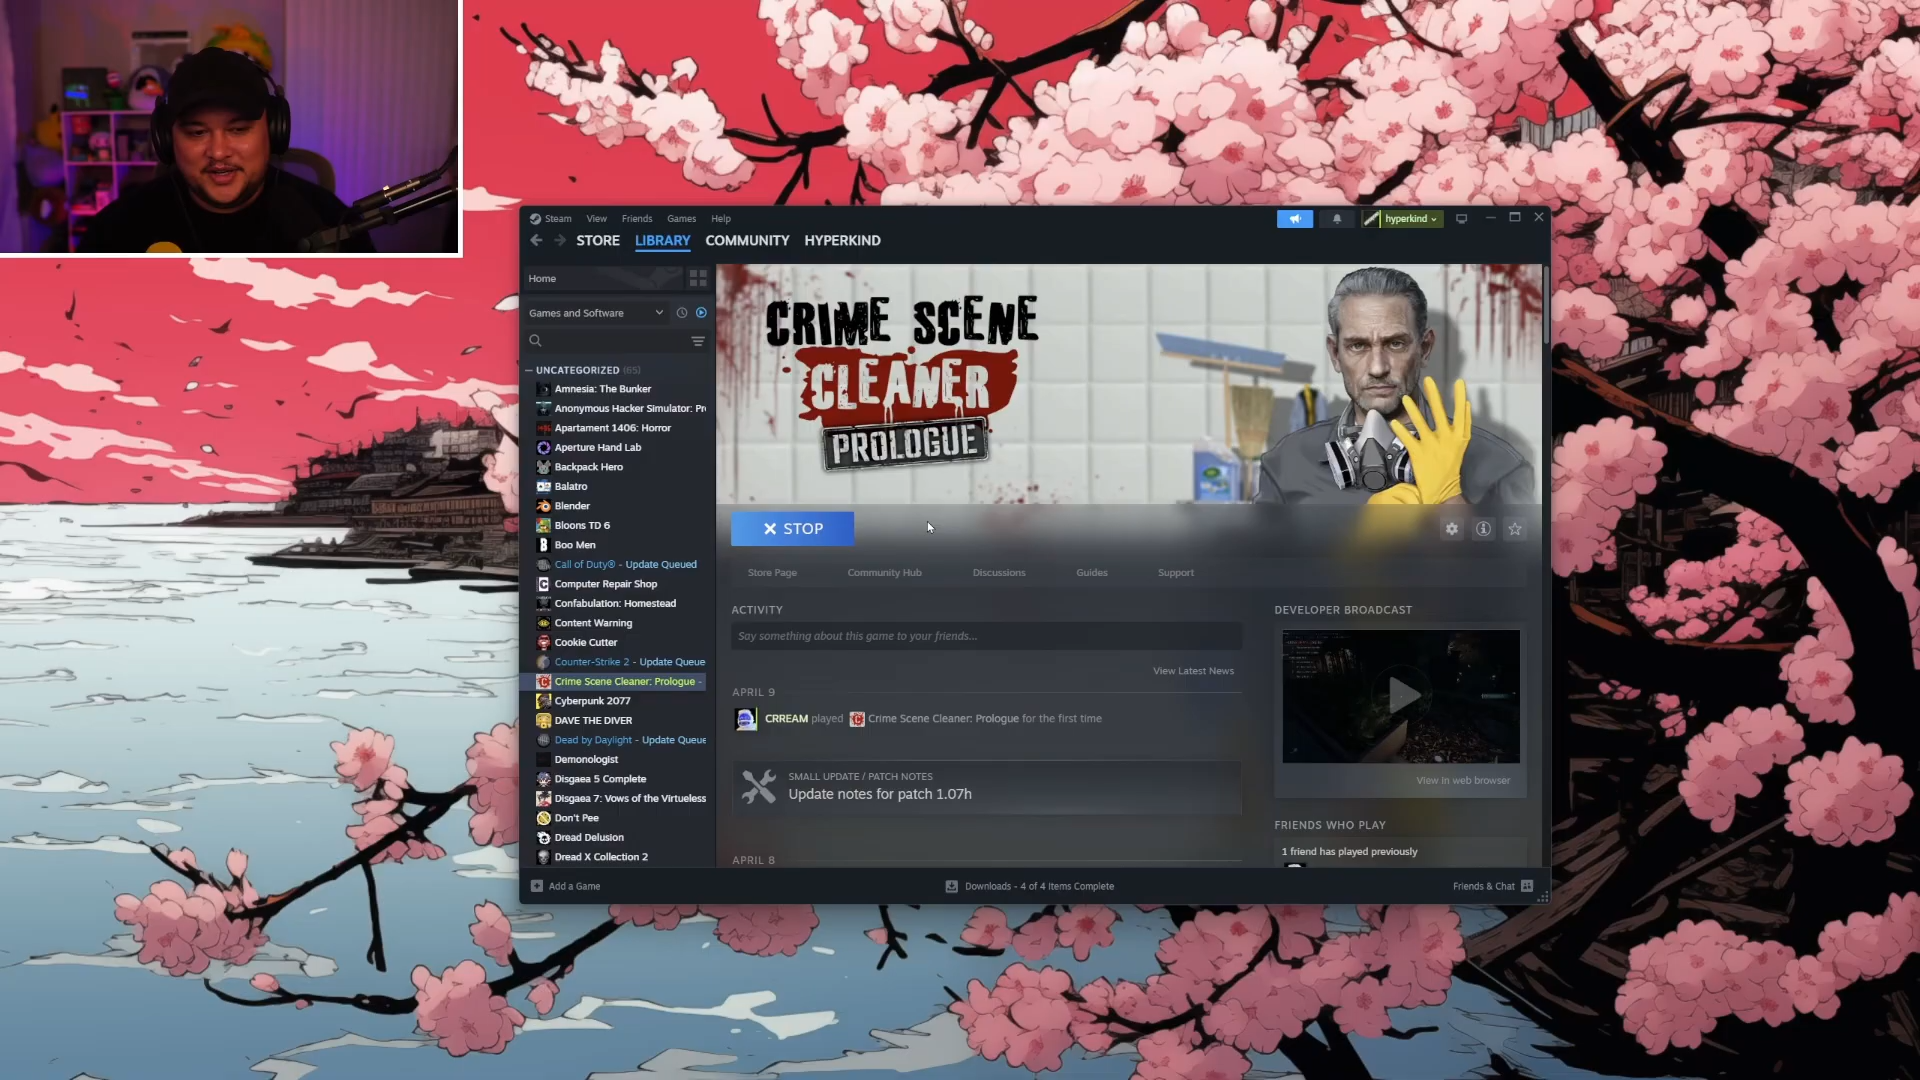 Steam View Friends Games Help
hyperkind
STORE LIBRARY COMMUNITY HYPERKIND
Home
Games and Software
UNCATEGORIZED (65)
Amnesia: The Bunker
Anonymous Hacker Simulator: Pr
Apartament 1406: Horror
Aperture Hand Lab
Backpack Hero
Balatro
Blender
Bloons TD 6
Boo Men
Call of Duty® - Update Queued
Computer Repair Shop
Confabulation: Homestead
Content Warning
Cookie Cutter
Counter-Strike 2 - Update Queue
Crime Scene Cleaner: Prologue -
Cyberpunk 2077
DAVE THE DIVER
Dead by Daylight - Update Queue
Demonologist
Disgaea 5 Complete
Disgaea 7: Vows of the Virtueless
Don't Pee
Dread Delusion
Dread X Collection 2
CRIME SCENE
CLEANER
PROLOGUE
STOP
Store Page Community Hub Discussions Guides Support
ACTIVITY
Say something about this game to your friends...
View Latest News
APRIL 9
CRREAM played Crime Scene Cleaner: Prologue for the first time
SMALL UPDATE / PATCH NOTES
Update notes for patch 1.07h
APRIL 8
DEVELOPER BROADCAST
View in web browser
FRIENDS WHO PLAY
1 friend has played previously
Add a Game
Downloads - 4 of 4 Items Complete
Friends & Chat